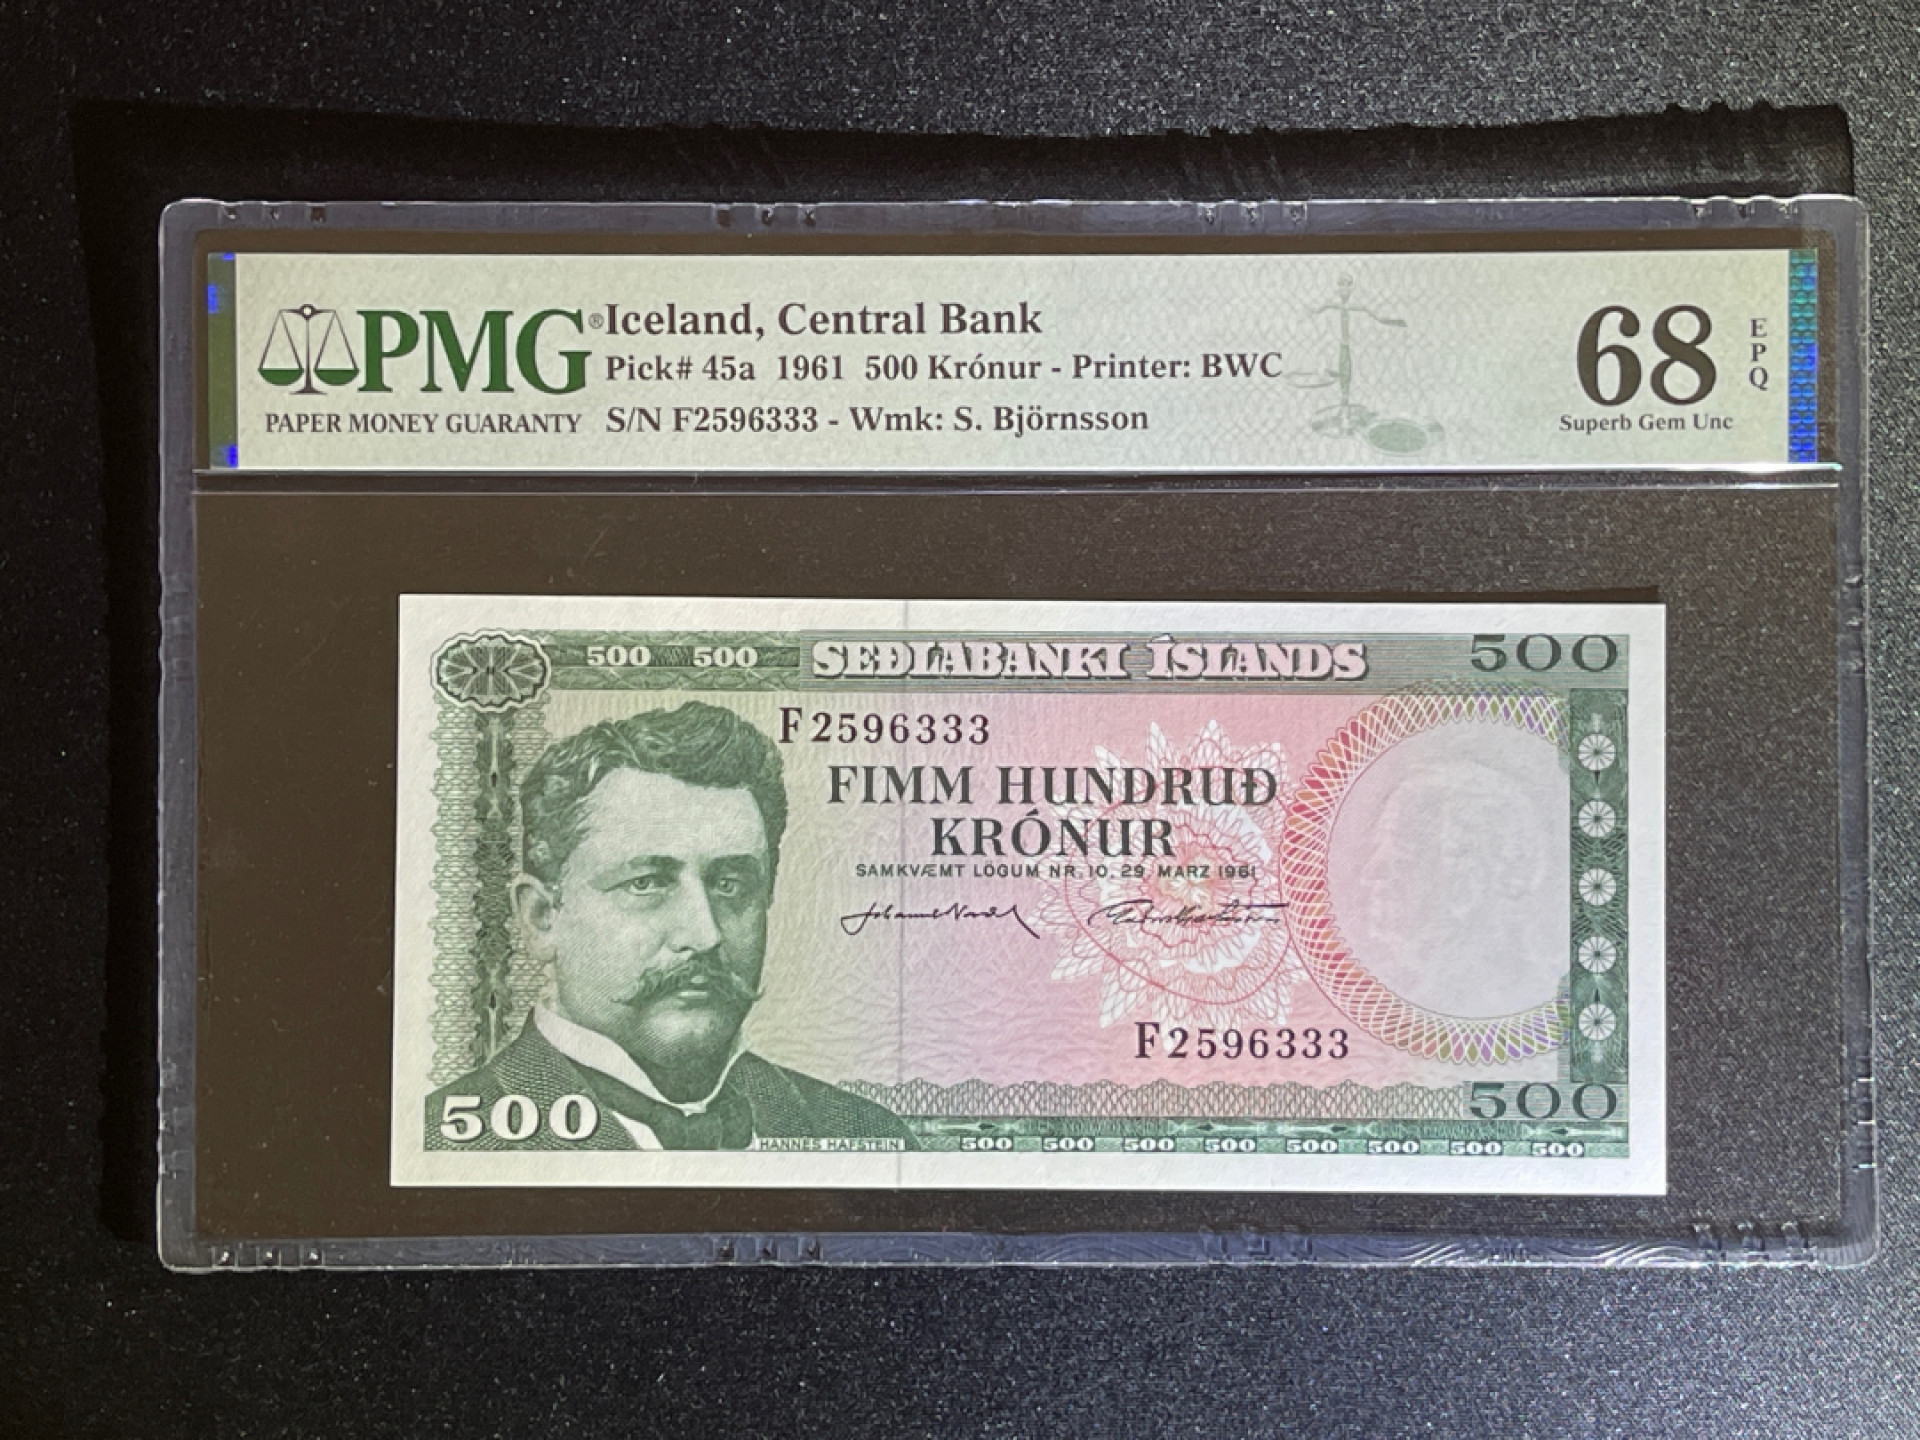 PMG®
PAPER MONEY GUARANTY
Iceland, Central Bank
Pick# 45a 1961 500 Krónur - Printer: BWC
S/N F2596333 - Wmk: S. Björnsson
68
EPQ
Superb Gem Unc
500 500 SEÐLABANKI ÍSLANDS 500
F2596333
FIMM HUNDRUÐ
KRÓNUR
SAMKVÆMT LÖGUM NR. 10, 29. MARZ 1961
F2596333
500
500
HANNES HAFSTEIN
500 500 500 500 500 500 500 500